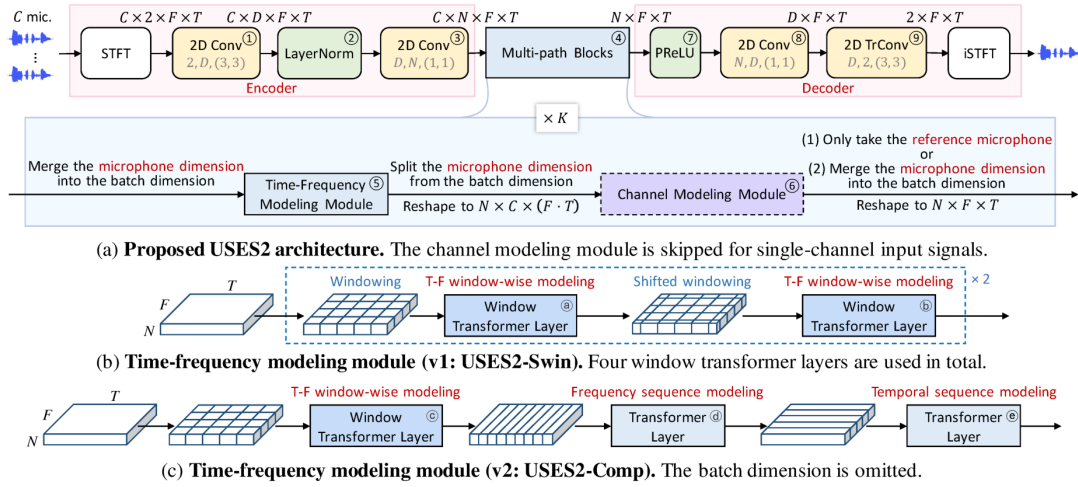 C mic.
C × 2 × F × T
C × D × F × T
C × N × F × T
N × F × T
D × F × T
2 × F × T
STFT
2D Conv ①
2, D, (3, 3)
② LayerNorm
2D Conv ③
D, N, (1, 1)
④ Multi-path Blocks
⑦ PReLU
2D Conv ⑧
N, D, (1, 1)
2D TrConv ⑨
D, 2, (3, 3)
iSTFT
Encoder
Decoder
× K
Merge the microphone dimension
into the batch dimension
Time-Frequency ⑤
Modeling Module
Split the microphone dimension
from the batch dimension
Reshape to N × C × (F · T)
Channel Modeling Module ⑥
(1) Only take the reference microphone
or
(2) Merge the microphone dimension
into the batch dimension
Reshape to N × F × T
(a) Proposed USES2 architecture. The channel modeling module is skipped for single-channel input signals.
T
F
N
Windowing
T-F window-wise modeling
Window ⓐ
Transformer Layer
Shifted windowing
T-F window-wise modeling
Window ⓑ
Transformer Layer
× 2
(b) Time-frequency modeling module (v1: USES2-Swin). Four window transformer layers are used in total.
T
F
N
T-F window-wise modeling
Window ⓒ
Transformer Layer
Frequency sequence modeling
Transformer ⓓ
Layer
Temporal sequence modeling
Transformer ⓔ
Layer
(c) Time-frequency modeling module (v2: USES2-Comp). The batch dimension is omitted.